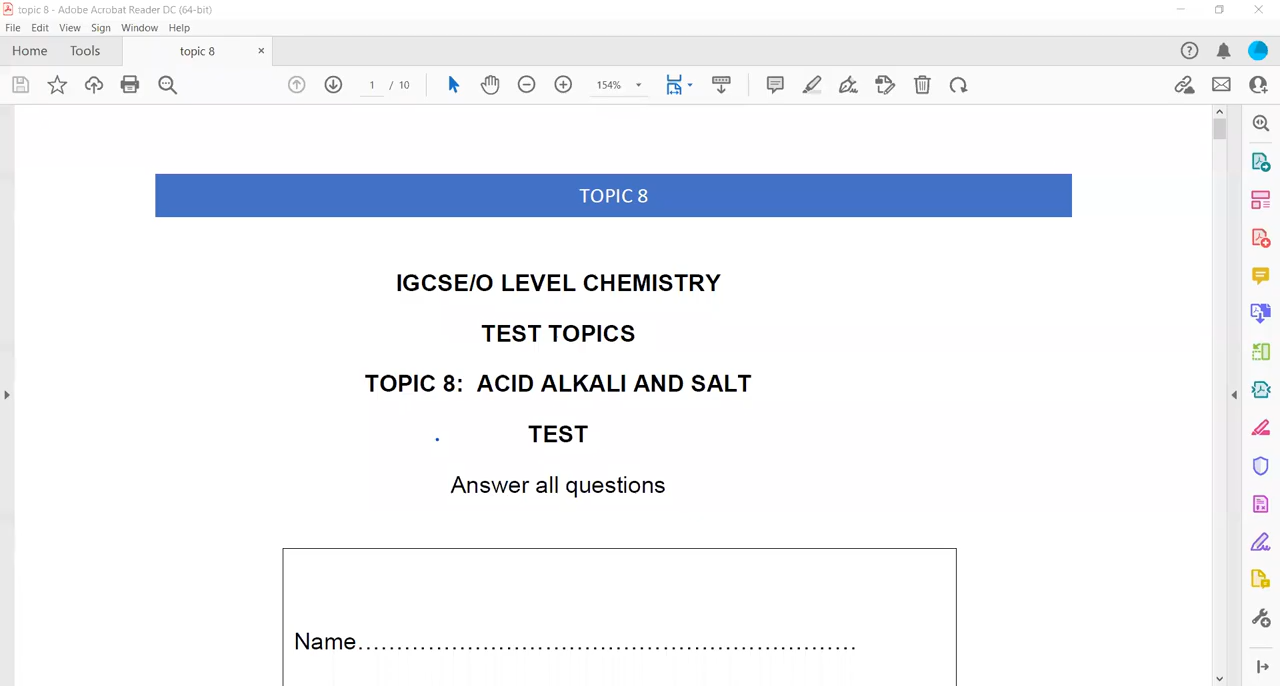 topic 8 - Adobe Acrobat Reader DC (64-bit)
File Edit View Sign Window Help
Home Tools topic 8 ×
1 / 10 154%
TOPIC 8
IGCSE/O LEVEL CHEMISTRY
TEST TOPICS
TOPIC 8: ACID ALKALI AND SALT
TEST
Answer all questions
Name..................................................................